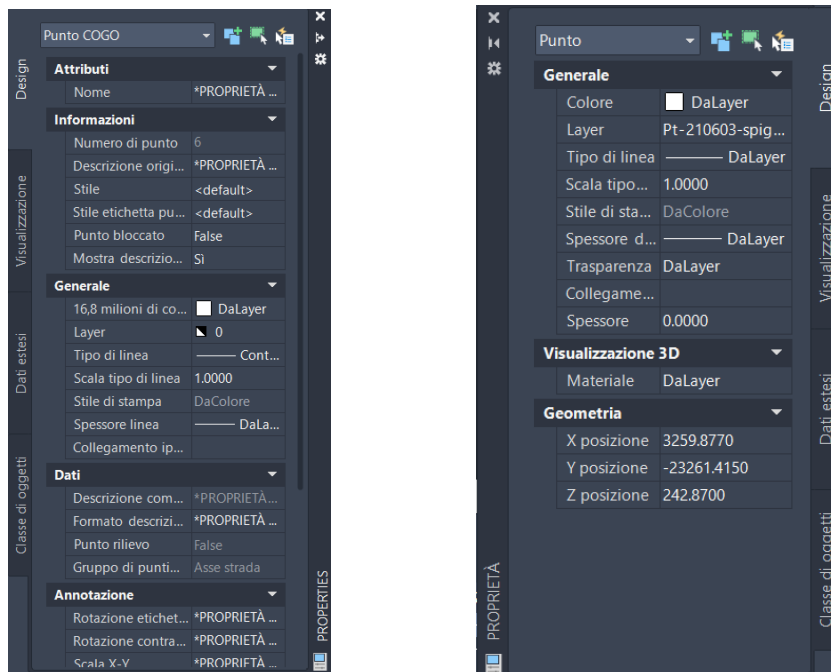 Punto COGO
Attributi
Nome *PROPRIETÀ ...
Informazioni
Numero di punto 6
Descrizione origi... *PROPRIETÀ ...
Stile <default>
Stile etichetta pu... <default>
Punto bloccato False
Mostra descrizio... Sì
Generale
16,8 milioni di co... DaLayer
Layer 0
Tipo di linea Cont...
Scala tipo di linea 1.0000
Stile di stampa DaColore
Spessore linea DaLa...
Collegamento ip...
Dati
Descrizione com... *PROPRIETÀ...
Formato descrizi... *PROPRIETÀ ...
Punto rilievo False
Gruppo di punti... Asse strada
Annotazione
Rotazione etichet... *PROPRIETÀ ...
Rotazione contra... *PROPRIETÀ ...
Scala X-Y *PROPRIETÀ ...
Design
Visualizzazione
Dati estesi
Classe di oggetti
PROPERTIES
Punto
Generale
Colore DaLayer
Layer Pt-210603-spig...
Tipo di linea DaLayer
Scala tipo... 1.0000
Stile di sta... DaColore
Spessore d... DaLayer
Trasparenza DaLayer
Collegame...
Spessore 0.0000
Visualizzazione 3D
Materiale DaLayer
Geometria
X posizione 3259.8770
Y posizione -23261.4150
Z posizione 242.8700
PROPRIETÀ
Design
Visualizzazione
Dati estesi
Classe di oggetti